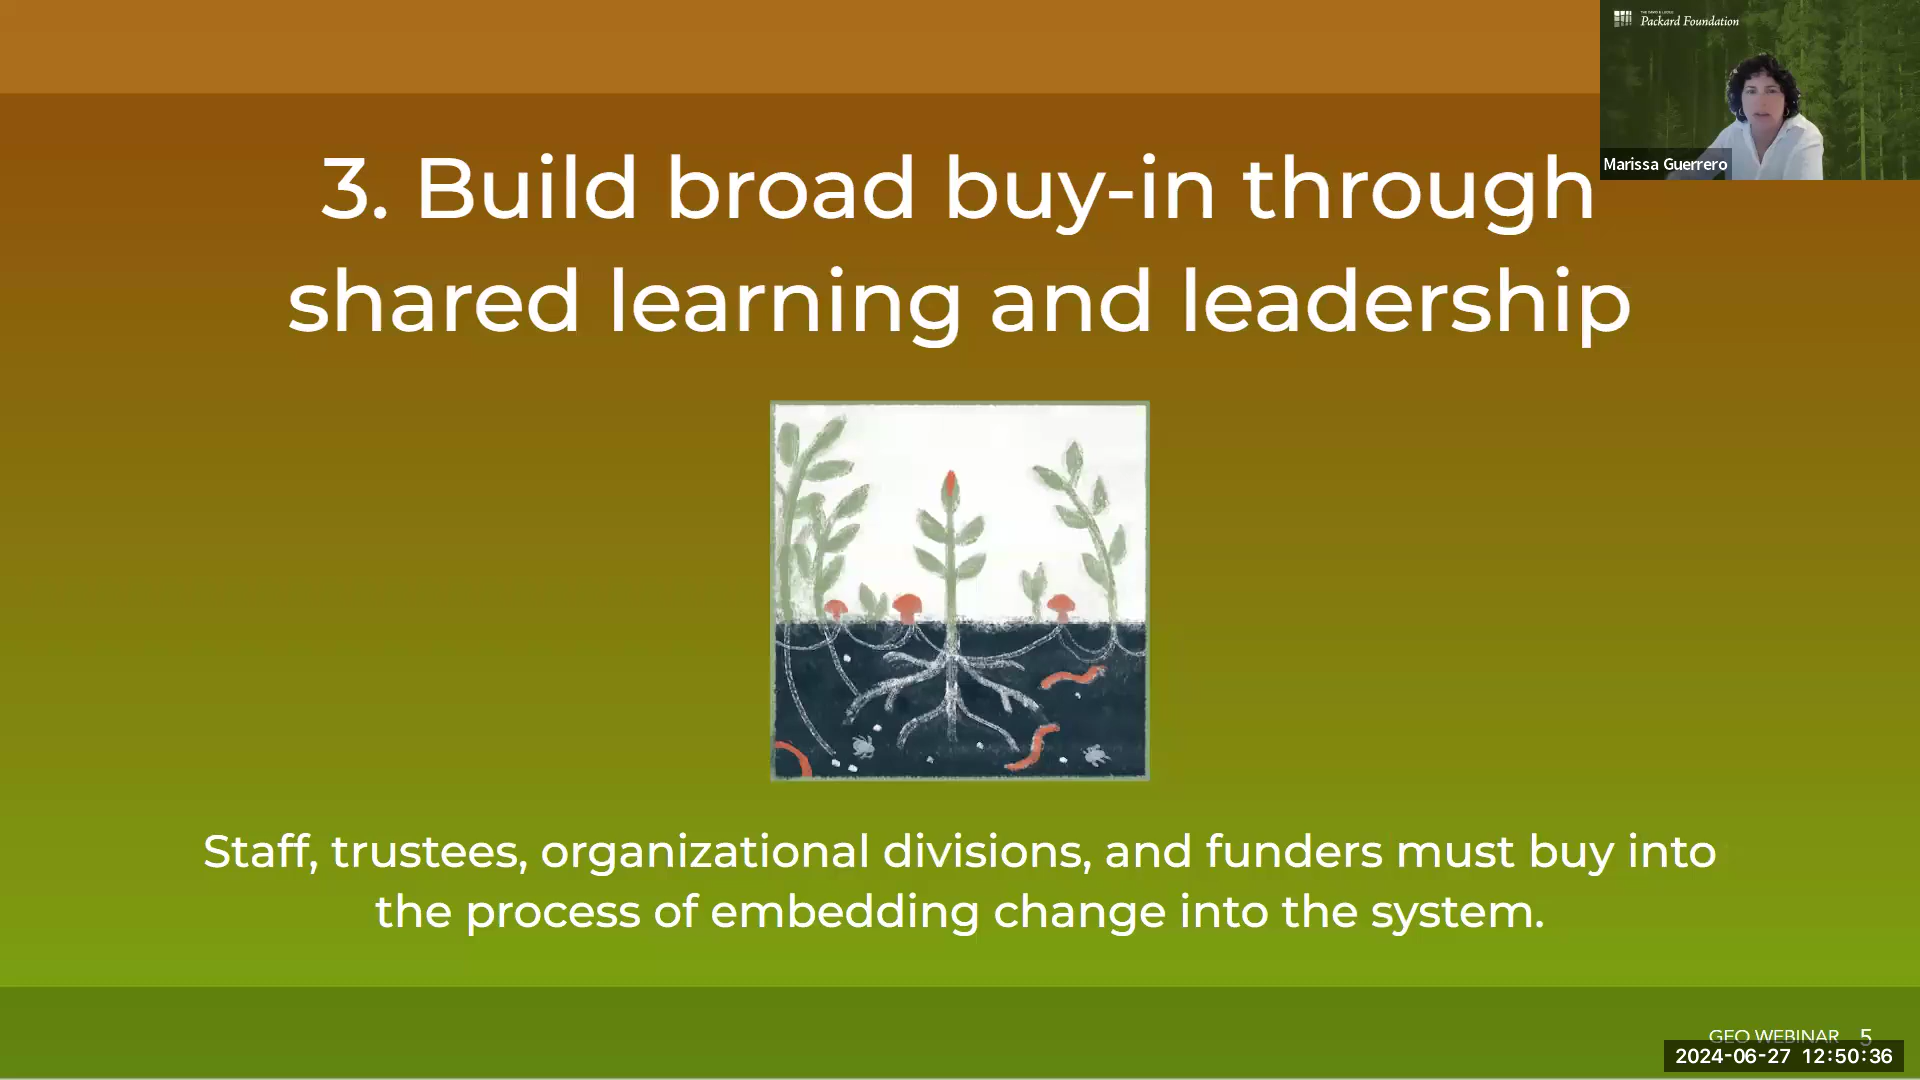 Packard Foundation
Marissa Guerrero
3. Build broad buy-in through
shared learning and leadership
Staff, trustees, organizational divisions, and funders must buy into
the process of embedding change into the system.
GEO WEBINAR 5
2024-06-27 12:50:36